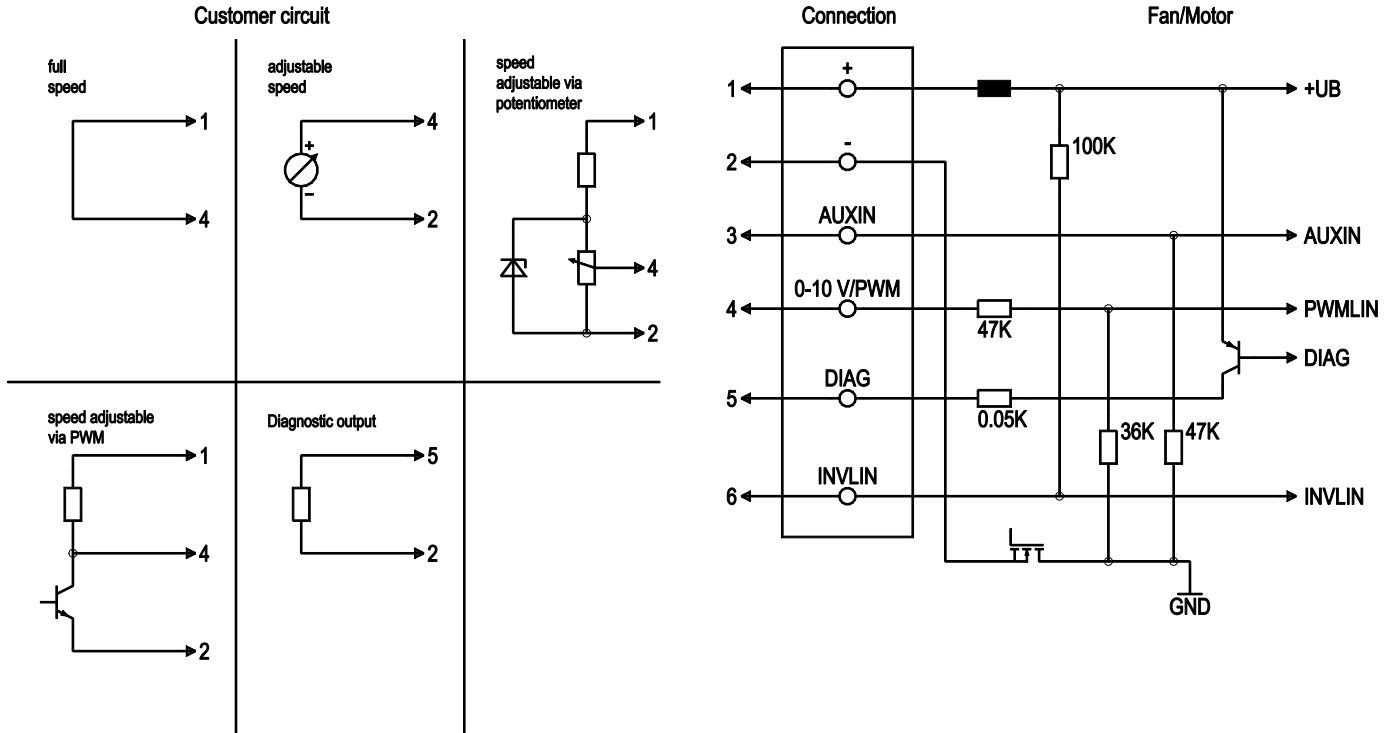 Customer circuit
full
speed
1
4
adjustable
speed
+
-
4
2
speed
adjustable via
potentiometer
1
4
2
speed adjustable
via PWM
1
4
2
Diagnostic output
5
2
Connection
Fan/Motor
1
+
+UB
100K
2
-
3
AUXIN
AUXIN
4
0-10 V/PWM
47K
PWMLIN
DIAG
5
DIAG
0.05K
36K
47K
6
INVLIN
INVLIN
GND